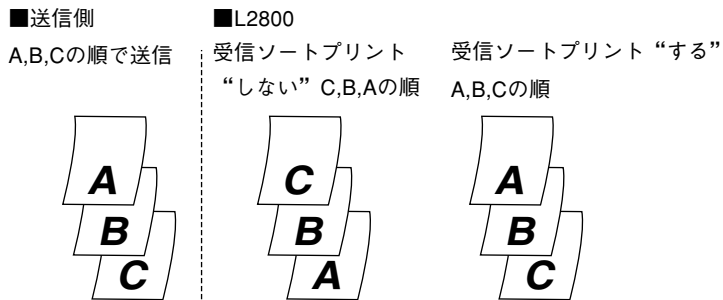 ■送信側
A,B,Cの順で送信
A
B
C
■L2800
受信ソートプリント
“しない”C,B,Aの順
C
B
A
受信ソートプリント“する”
A,B,Cの順
A
B
C